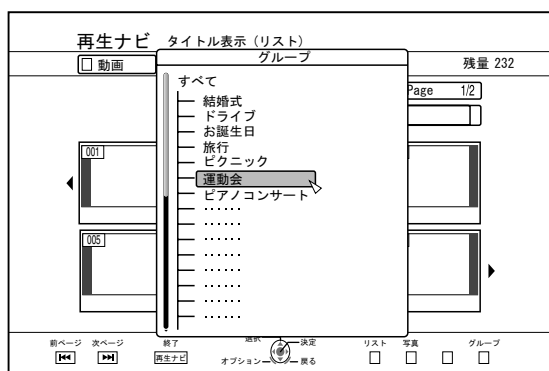 再生ナビ タイトル表示（リスト）
グループ
動画
残量 232
Page 1/2
すべて
結婚式
ドライブ
お誕生日
旅行
ピクニック
運動会
ピアノコンサート
・・・・・・
・・・・・・
・・・・・・
・・・・・・
・・・・・・
・・・・・・
・・・・・・
・・・・・・
001
005
前ページ 次ページ 終了 選択 決定 リスト 写真 グループ
再生ナビ オプション 戻る